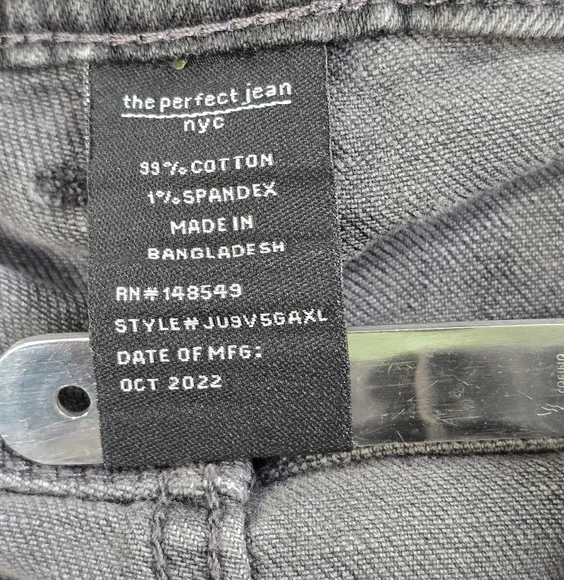 the perfect jean
nyc
99% COTTON
1% SPANDEX
MADE IN
BANGLADESH
RN# 148549
STYLE# JU9V5GAXL
DATE OF MFG:
OCT 2022